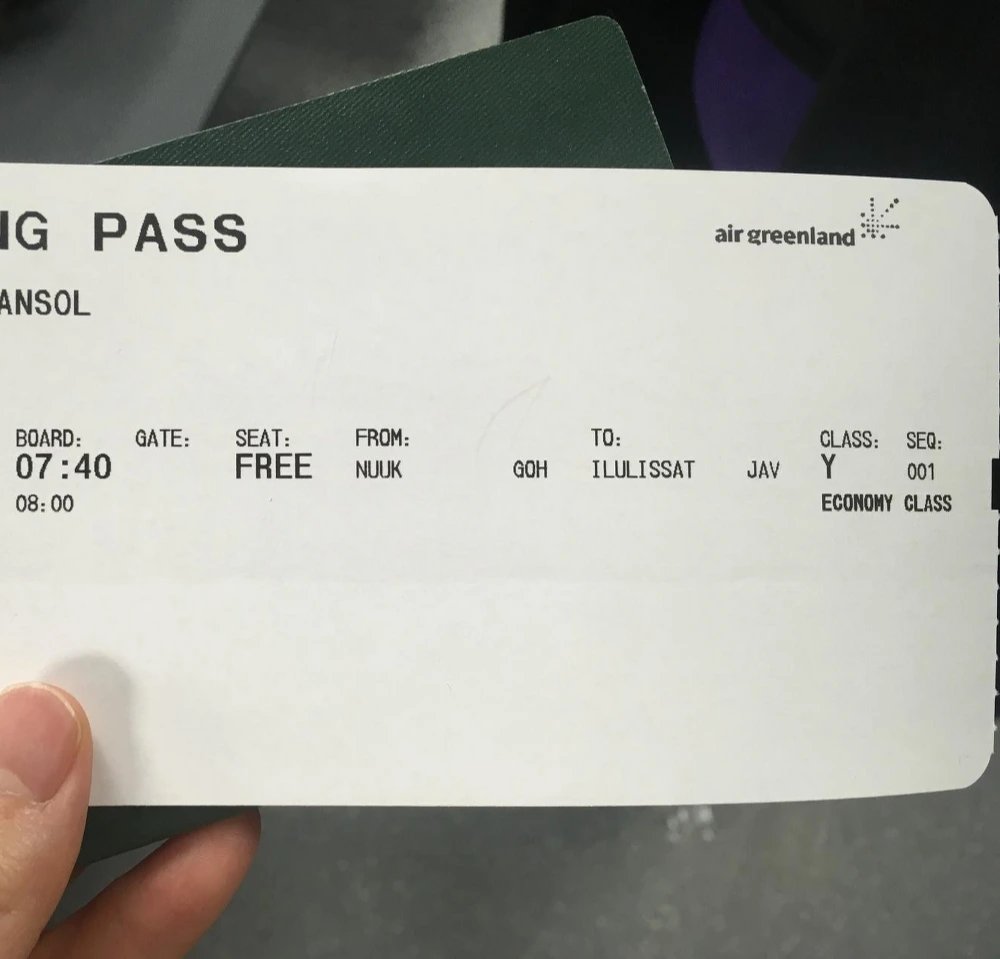 NG PASS
air greenland
ANSOL
BOARD: GATE: SEAT: FROM: TO: CLASS: SEQ:
07:40 FREE NUUK GOH ILULISSAT JAV Y 001
08:00 ECONOMY CLASS